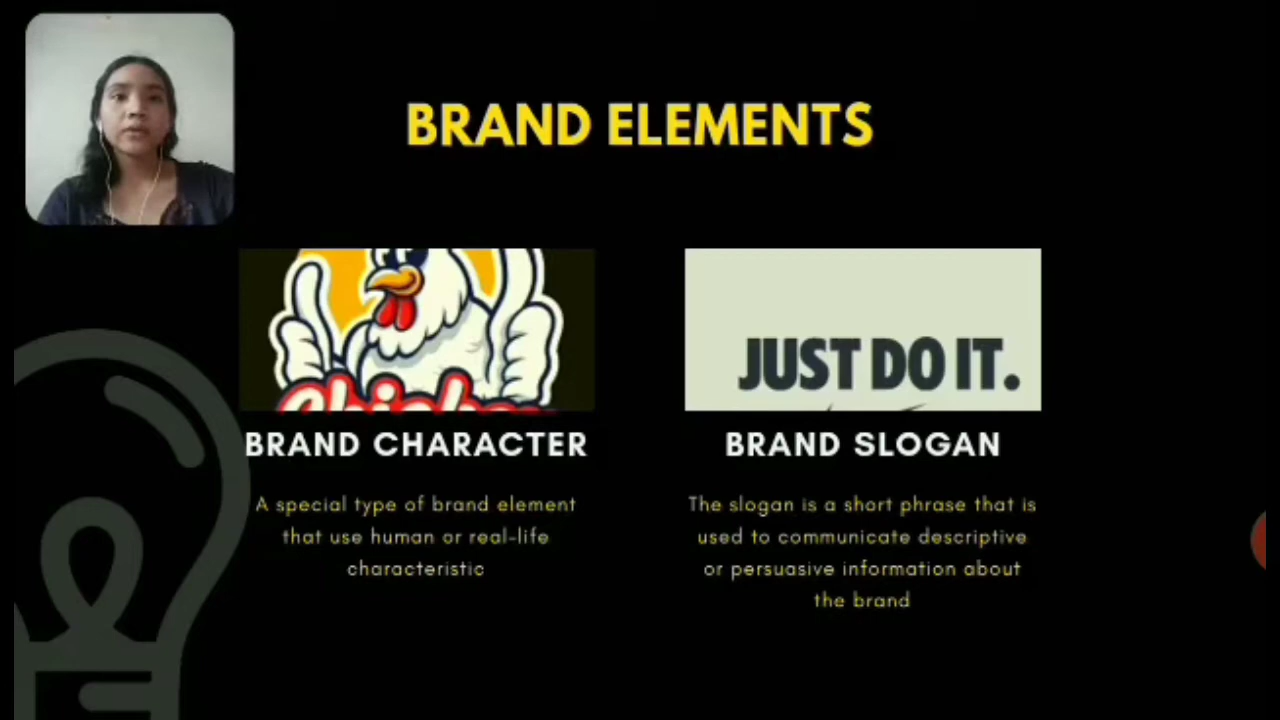 BRAND ELEMENTS
JUST DO IT.
BRAND CHARACTER
BRAND SLOGAN
A special type of brand element
that use human or real-life
characteristic
The slogan is a short phrase that is
used to communicate descriptive
or persuasive information about
the brand